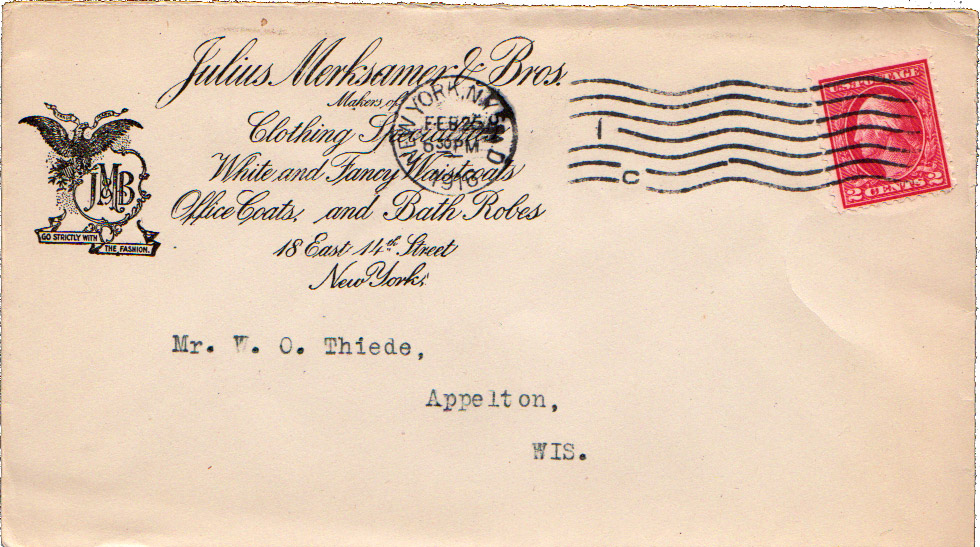 Julius Merksamer & Bros.
Makers of
Clothing Specialties
White and Fancy Waistcoats
Office Coats, and Bath Robes
18 East 14th Street
New York,
JMB
GO STRICTLY WITH
THE FASHION.
NEW YORK, N.Y.
FEB 25
6 30 PM
1916
D
1
C
U.S. POSTAGE
2 CENTS 2
Mr. W. O. Thiede,
Appelton,
WIS.